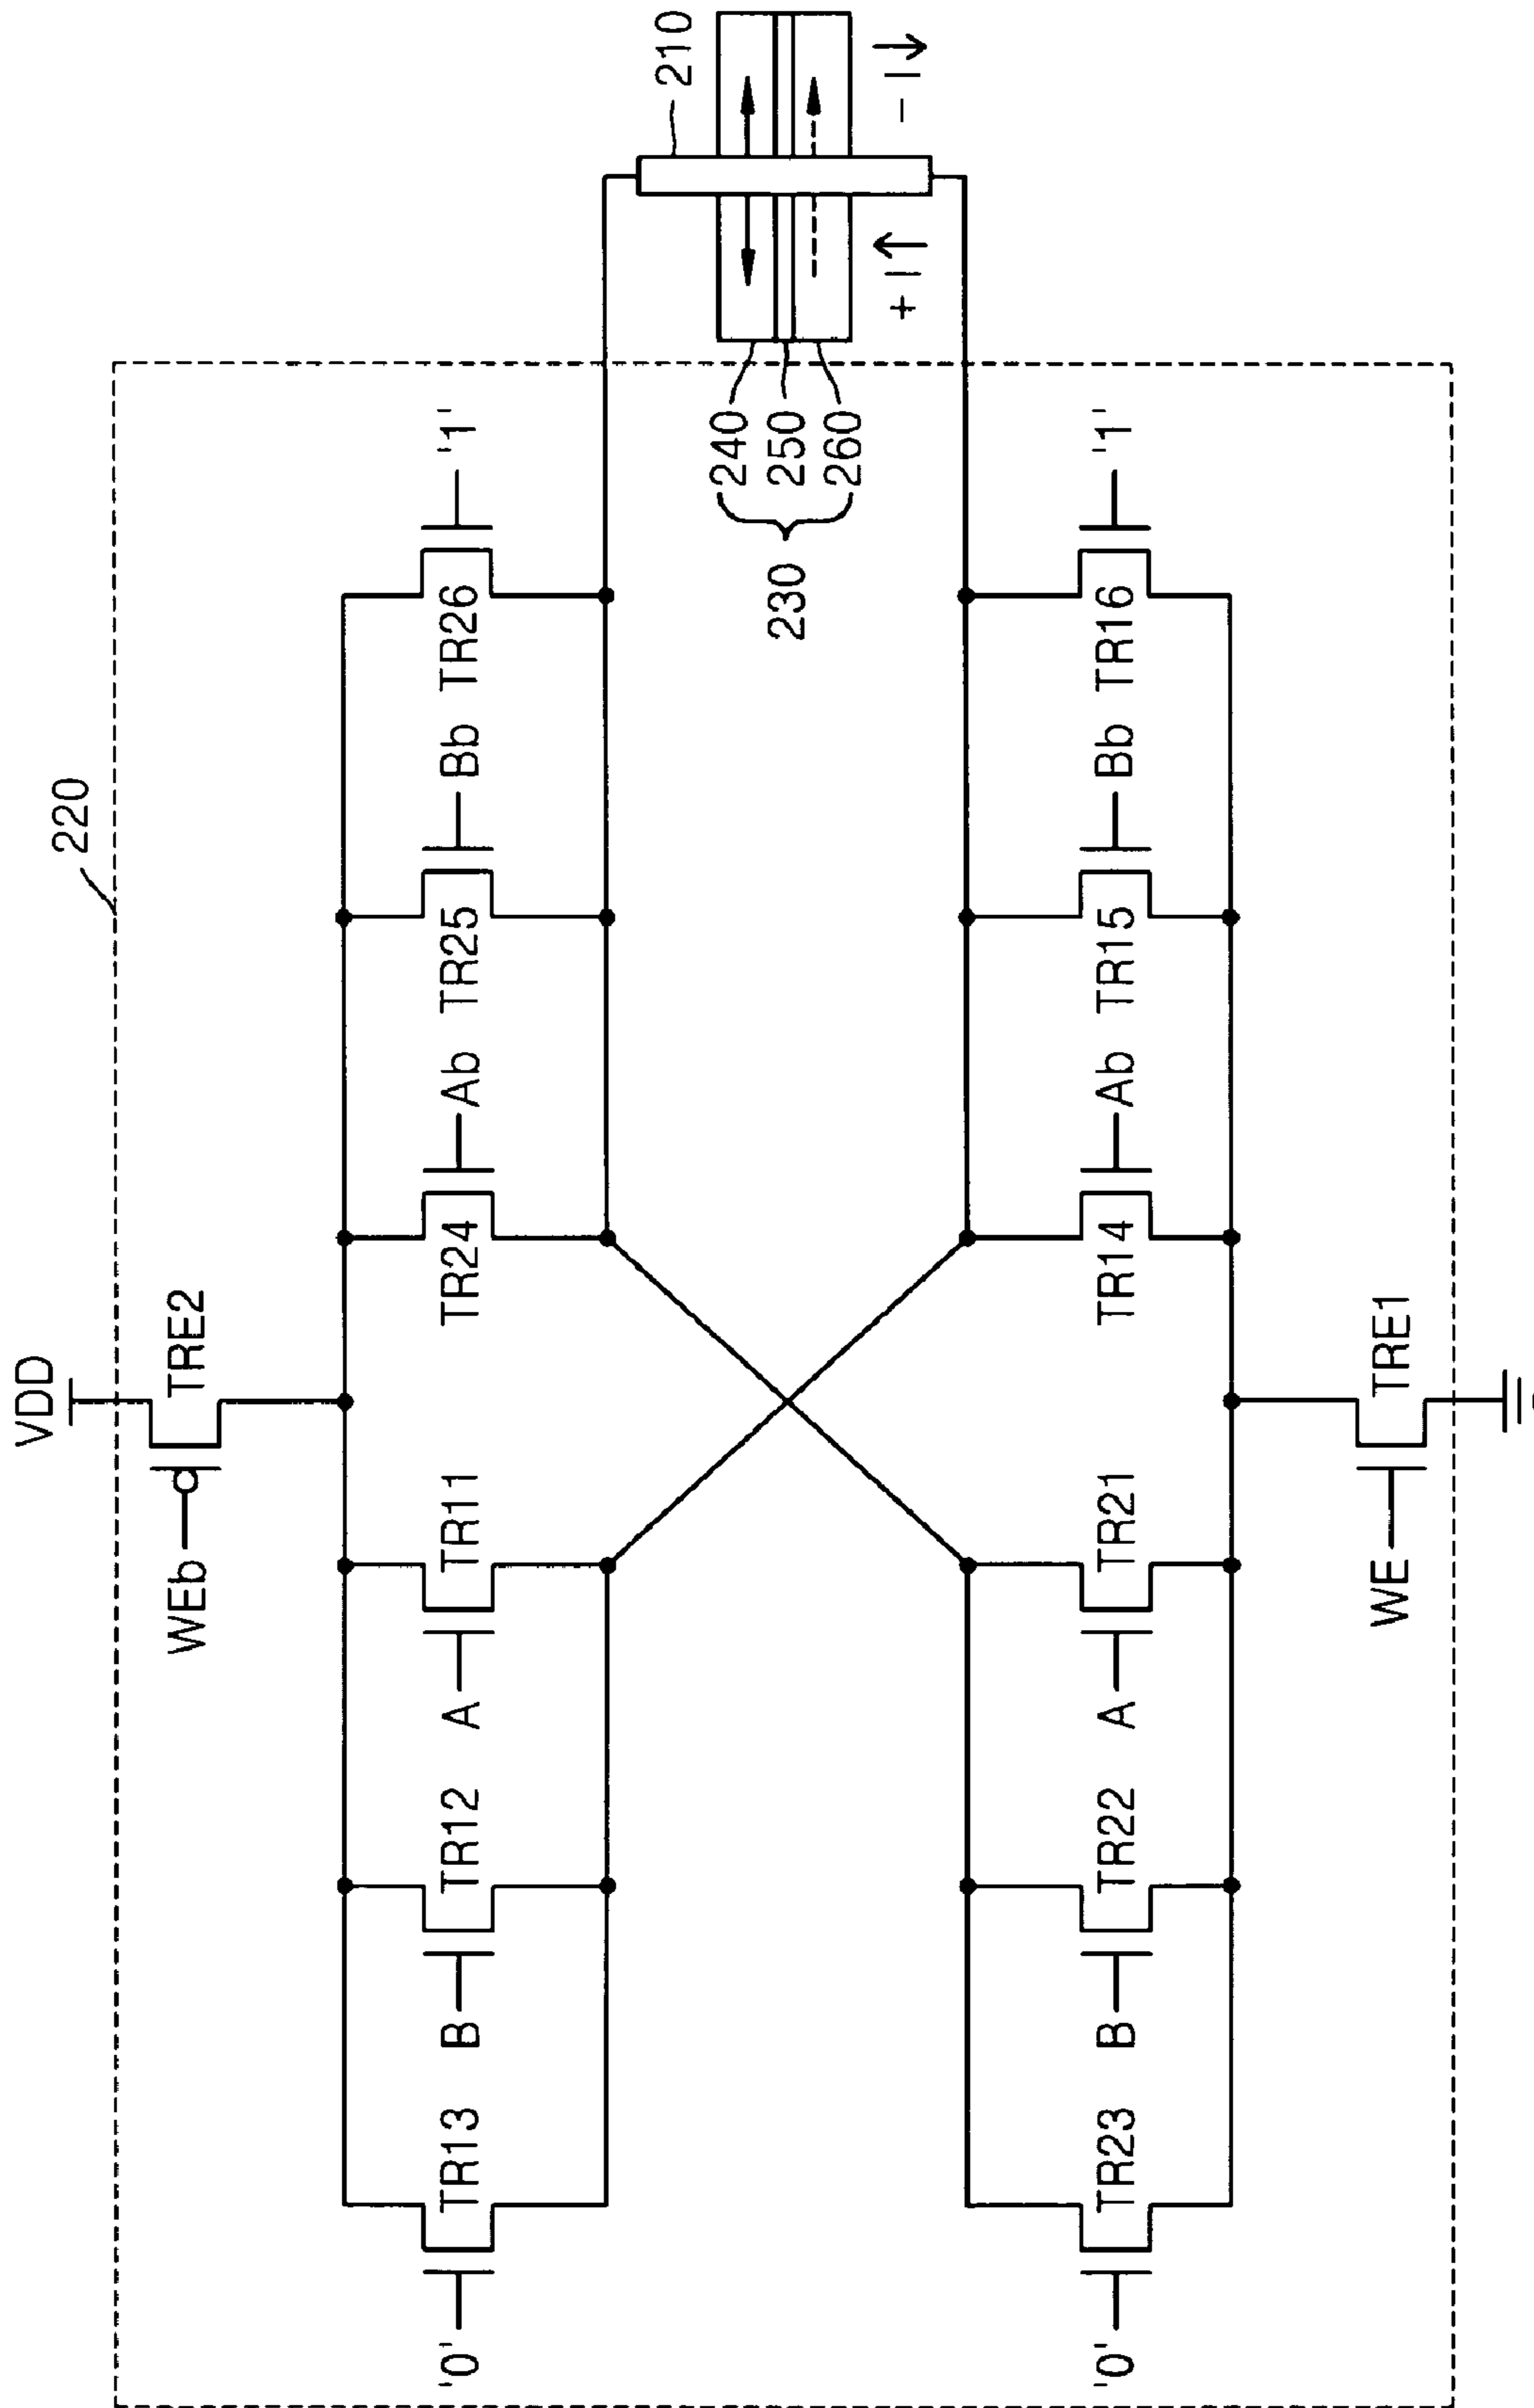 220
VDD
WEb
TRE2
'0'
TR13
B
TR12
A
TR11
TR24
Ab
TR25
Bb
TR26
'1'
210
230
240
250
260
+I
-I
'0'
TR23
B
TR22
A
TR21
TR14
Ab
TR15
Bb
TR16
'1'
WE
TRE1